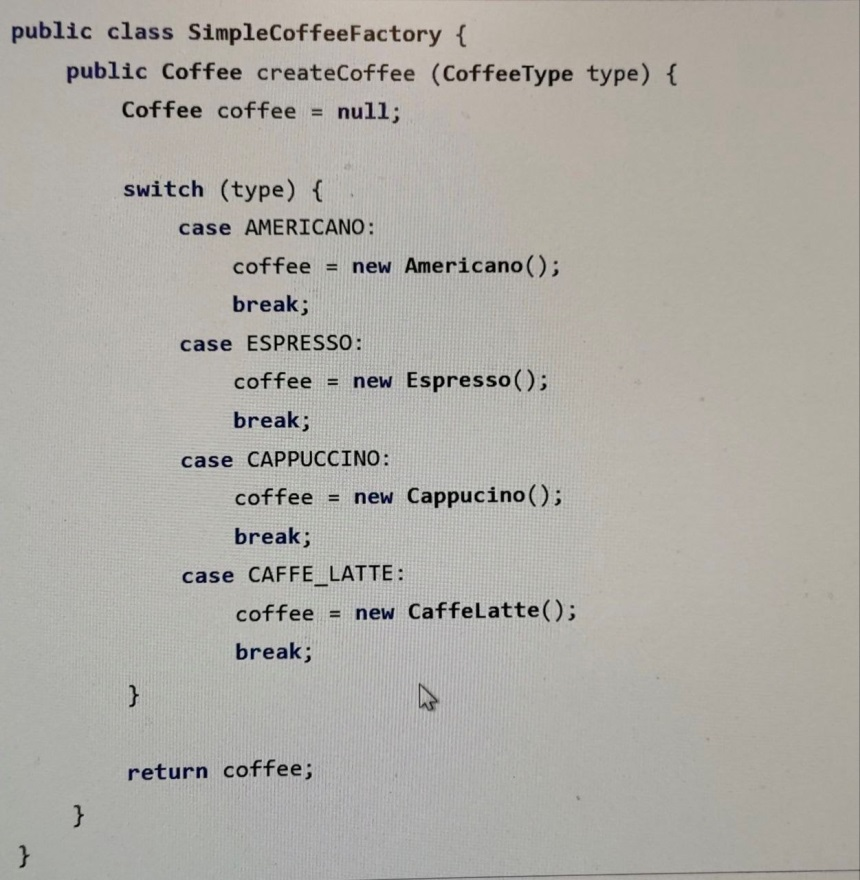 public class SimpleCoffeeFactory {
    public Coffee createCoffee (CoffeeType type) {
        Coffee coffee = null;

        switch (type) {
            case AMERICANO:
                coffee = new Americano();
                break;
            case ESPRESSO:
                coffee = new Espresso();
                break;
            case CAPPUCCINO:
                coffee = new Cappucino();
                break;
            case CAFFE_LATTE:
                coffee = new CaffeLatte();
                break;
        }

        return coffee;
    }
}